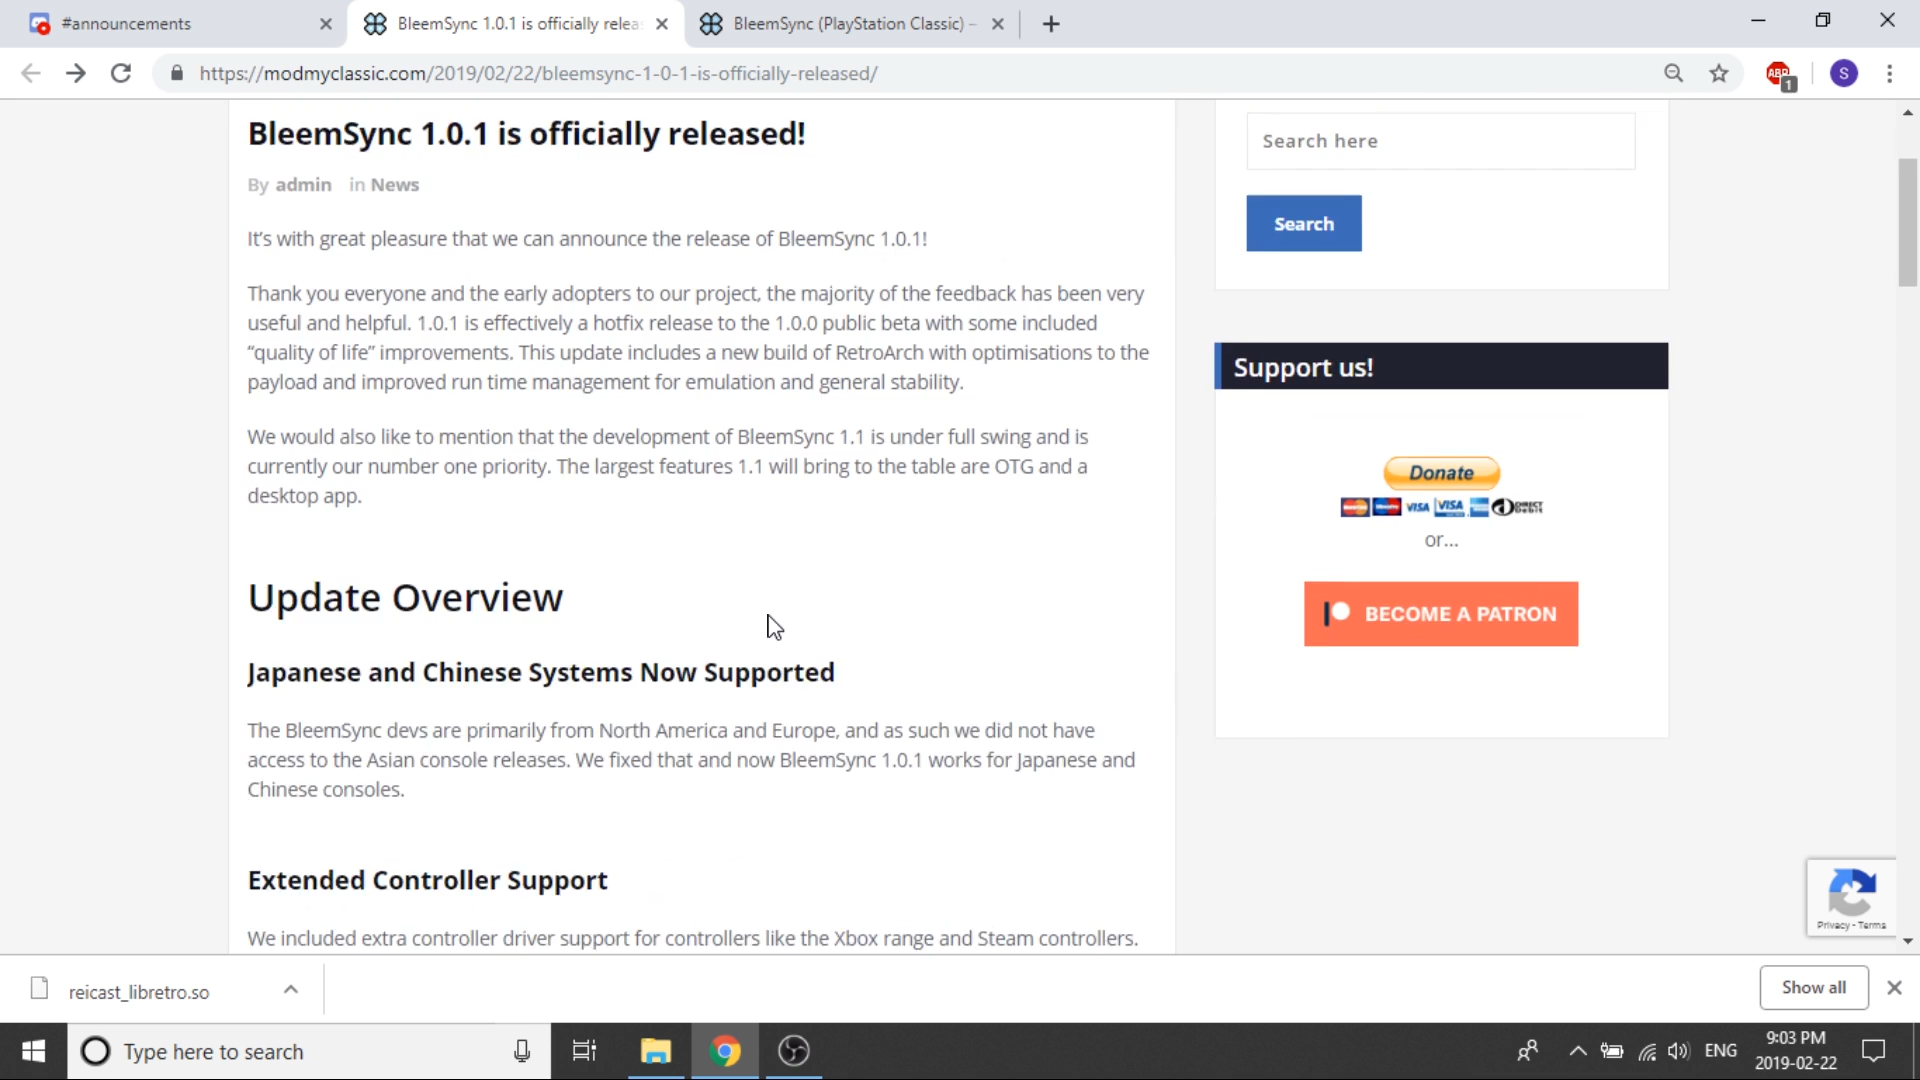 #announcements
BleemSync 1.0.1 is officially relea
BleemSync (PlayStation Classic) –
https://modmyclassic.com/2019/02/22/bleemsync-1-0-1-is-officially-released/
ABP
1
S
BleemSync 1.0.1 is officially released!
By admin in News
It's with great pleasure that we can announce the release of BleemSync 1.0.1!
Thank you everyone and the early adopters to our project, the majority of the feedback has been very
useful and helpful. 1.0.1 is effectively a hotfix release to the 1.0.0 public beta with some included
“quality of life” improvements. This update includes a new build of RetroArch with optimisations to the
payload and improved run time management for emulation and general stability.
We would also like to mention that the development of BleemSync 1.1 is under full swing and is
currently our number one priority. The largest features 1.1 will bring to the table are OTG and a
desktop app.
Update Overview
Japanese and Chinese Systems Now Supported
The BleemSync devs are primarily from North America and Europe, and as such we did not have
access to the Asian console releases. We fixed that and now BleemSync 1.0.1 works for Japanese and
Chinese consoles.
Extended Controller Support
We included extra controller driver support for controllers like the Xbox range and Steam controllers.
Search here
Search
Support us!
Donate
VISA
VISA
DIRECT
Debit
or...
BECOME A PATRON
Privacy - Terms
reicast_libretro.so
Show all
Type here to search
ENG
9:03 PM
2019-02-22